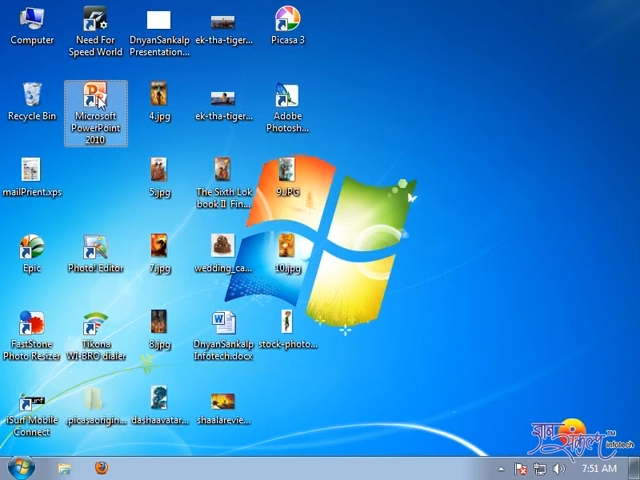 Computer
Need For
Speed World
DnyanSankalp
Presentation...
ek-tha-tiger...
Picasa 3
Recycle Bin
Microsoft
PowerPoint
2010
4.jpg
ek-tha-tiger...
Adobe
Photosh...
mailPrient.xps
5.jpg
The Sixth Lok
book II Fin...
9.JPG
Epic
Photo! Editor
7.jpg
wedding_ca...
10.jpg
FastStone
Photo Resizer
Tikona
WI-BRO dialer
8.jpg
DnyanSankalp
Infotech.docx
stock-photo...
iSurf Mobile
Connect
.picasaorigin...
dashaavatar...
shaalarevie...
ज्ञान संकल्प TM
infotech
7:51 AM